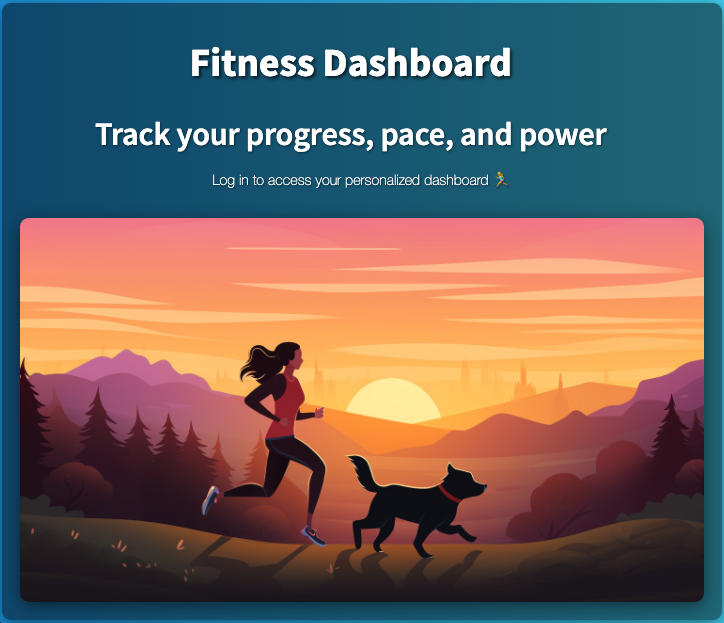 Fitness Dashboard
Track your progress, pace, and power
Log in to access your personalized dashboard 🏃